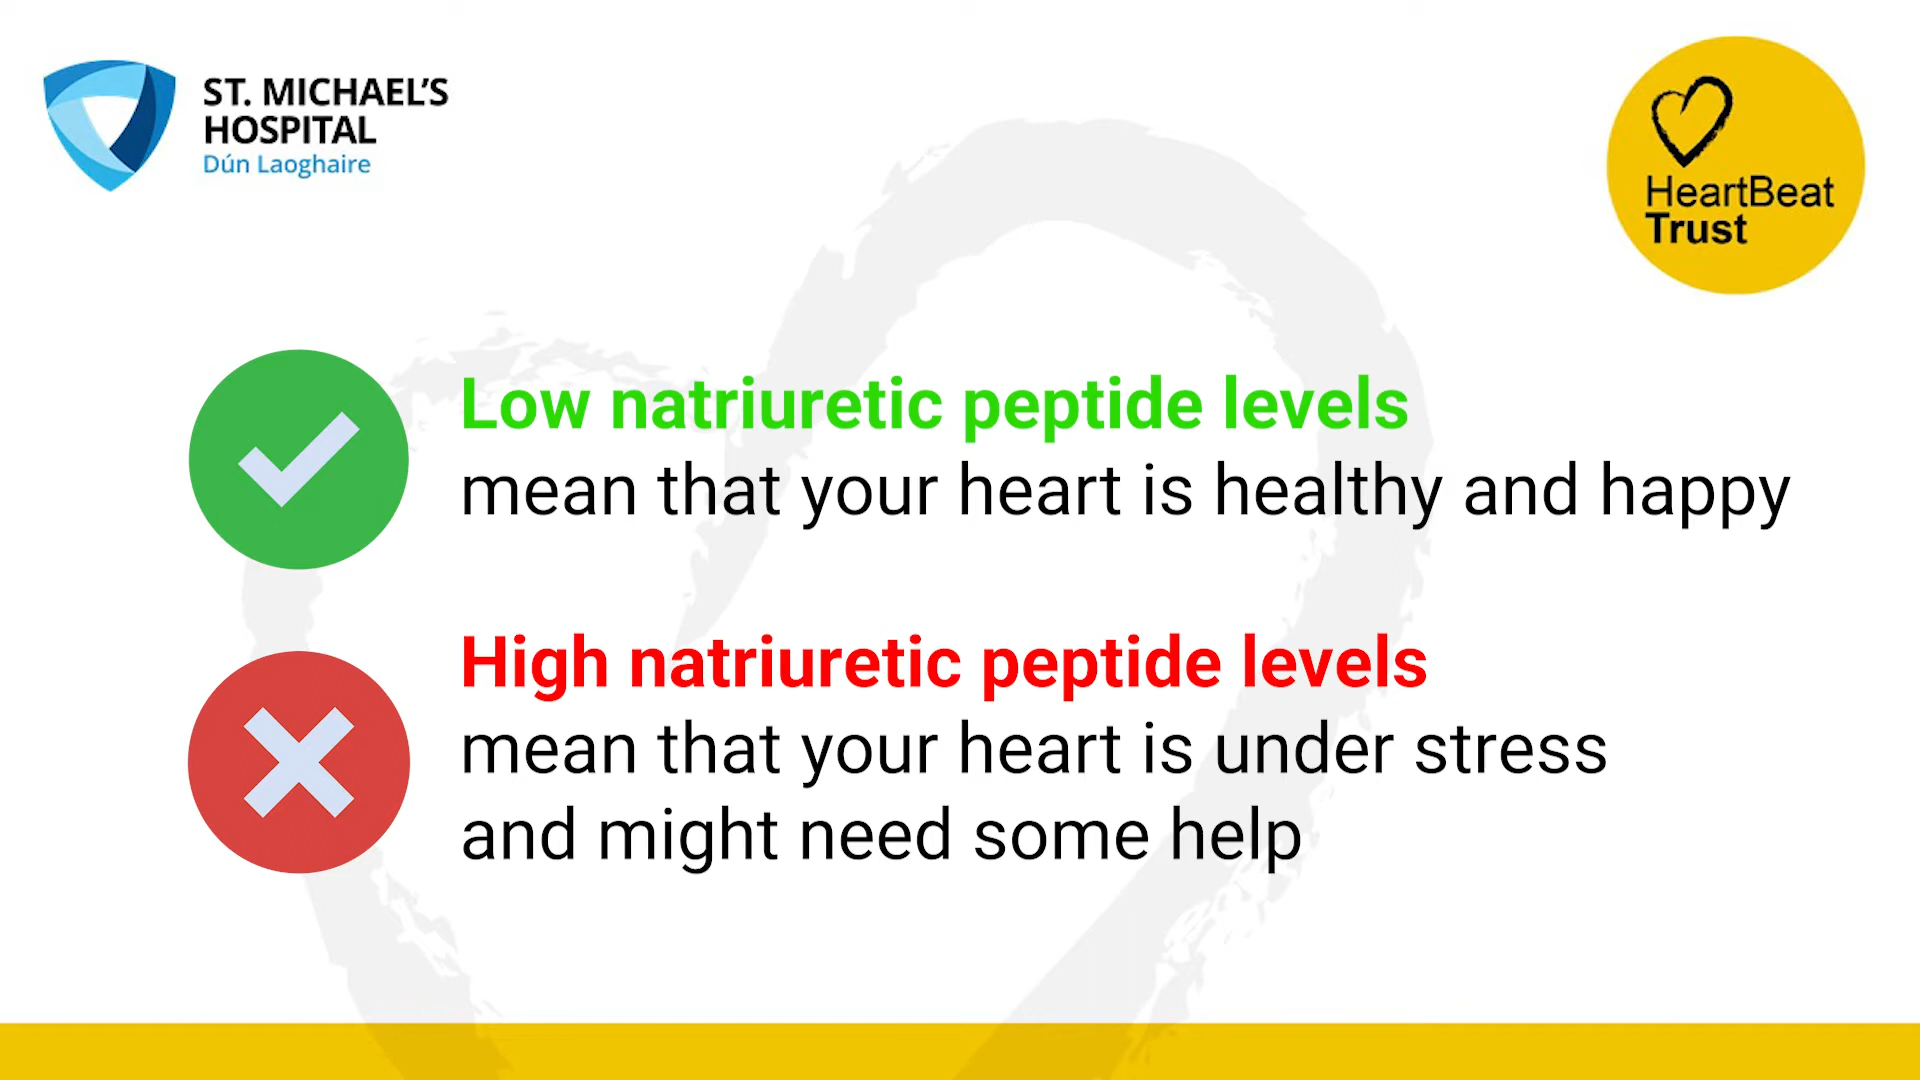 ST. MICHAEL'S
HOSPITAL
Dún Laoghaire
HeartBeat
Trust
Low natriuretic peptide levels
mean that your heart is healthy and happy
High natriuretic peptide levels
mean that your heart is under stress
and might need some help